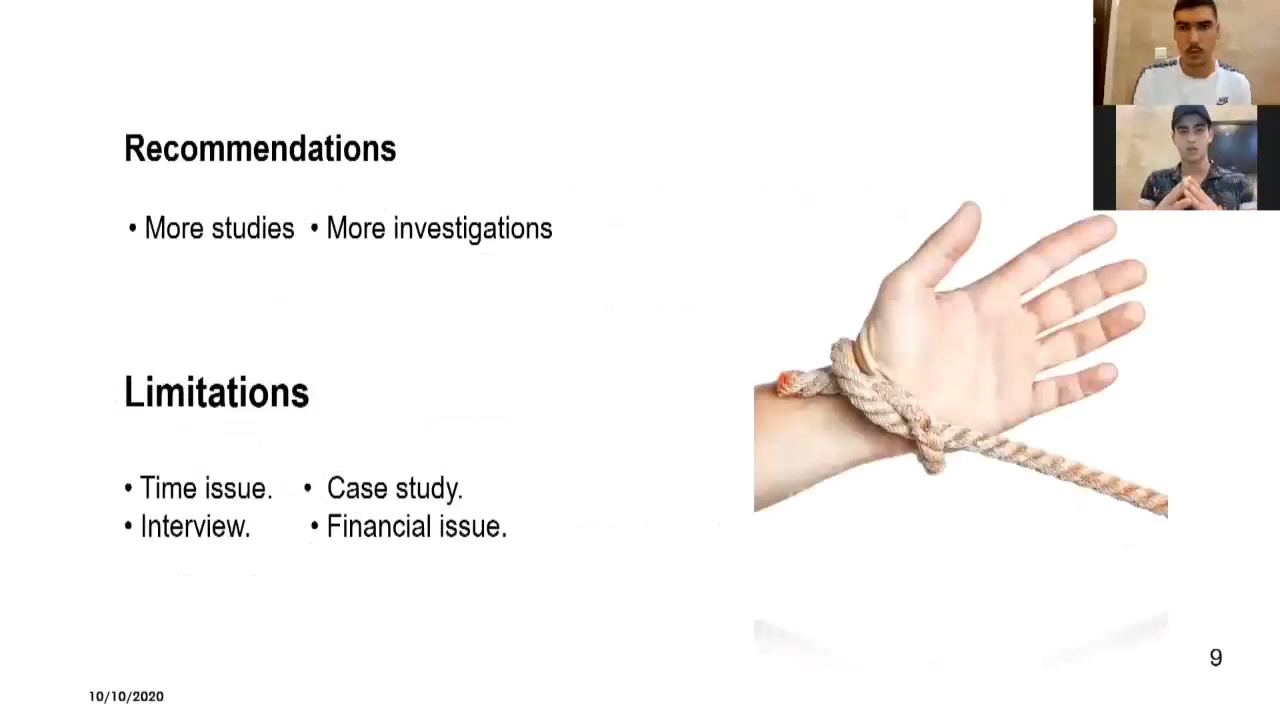 Recommendations
• More studies • More investigations
Limitations
• Time issue. • Case study.
• Interview. • Financial issue.
9
10/10/2020